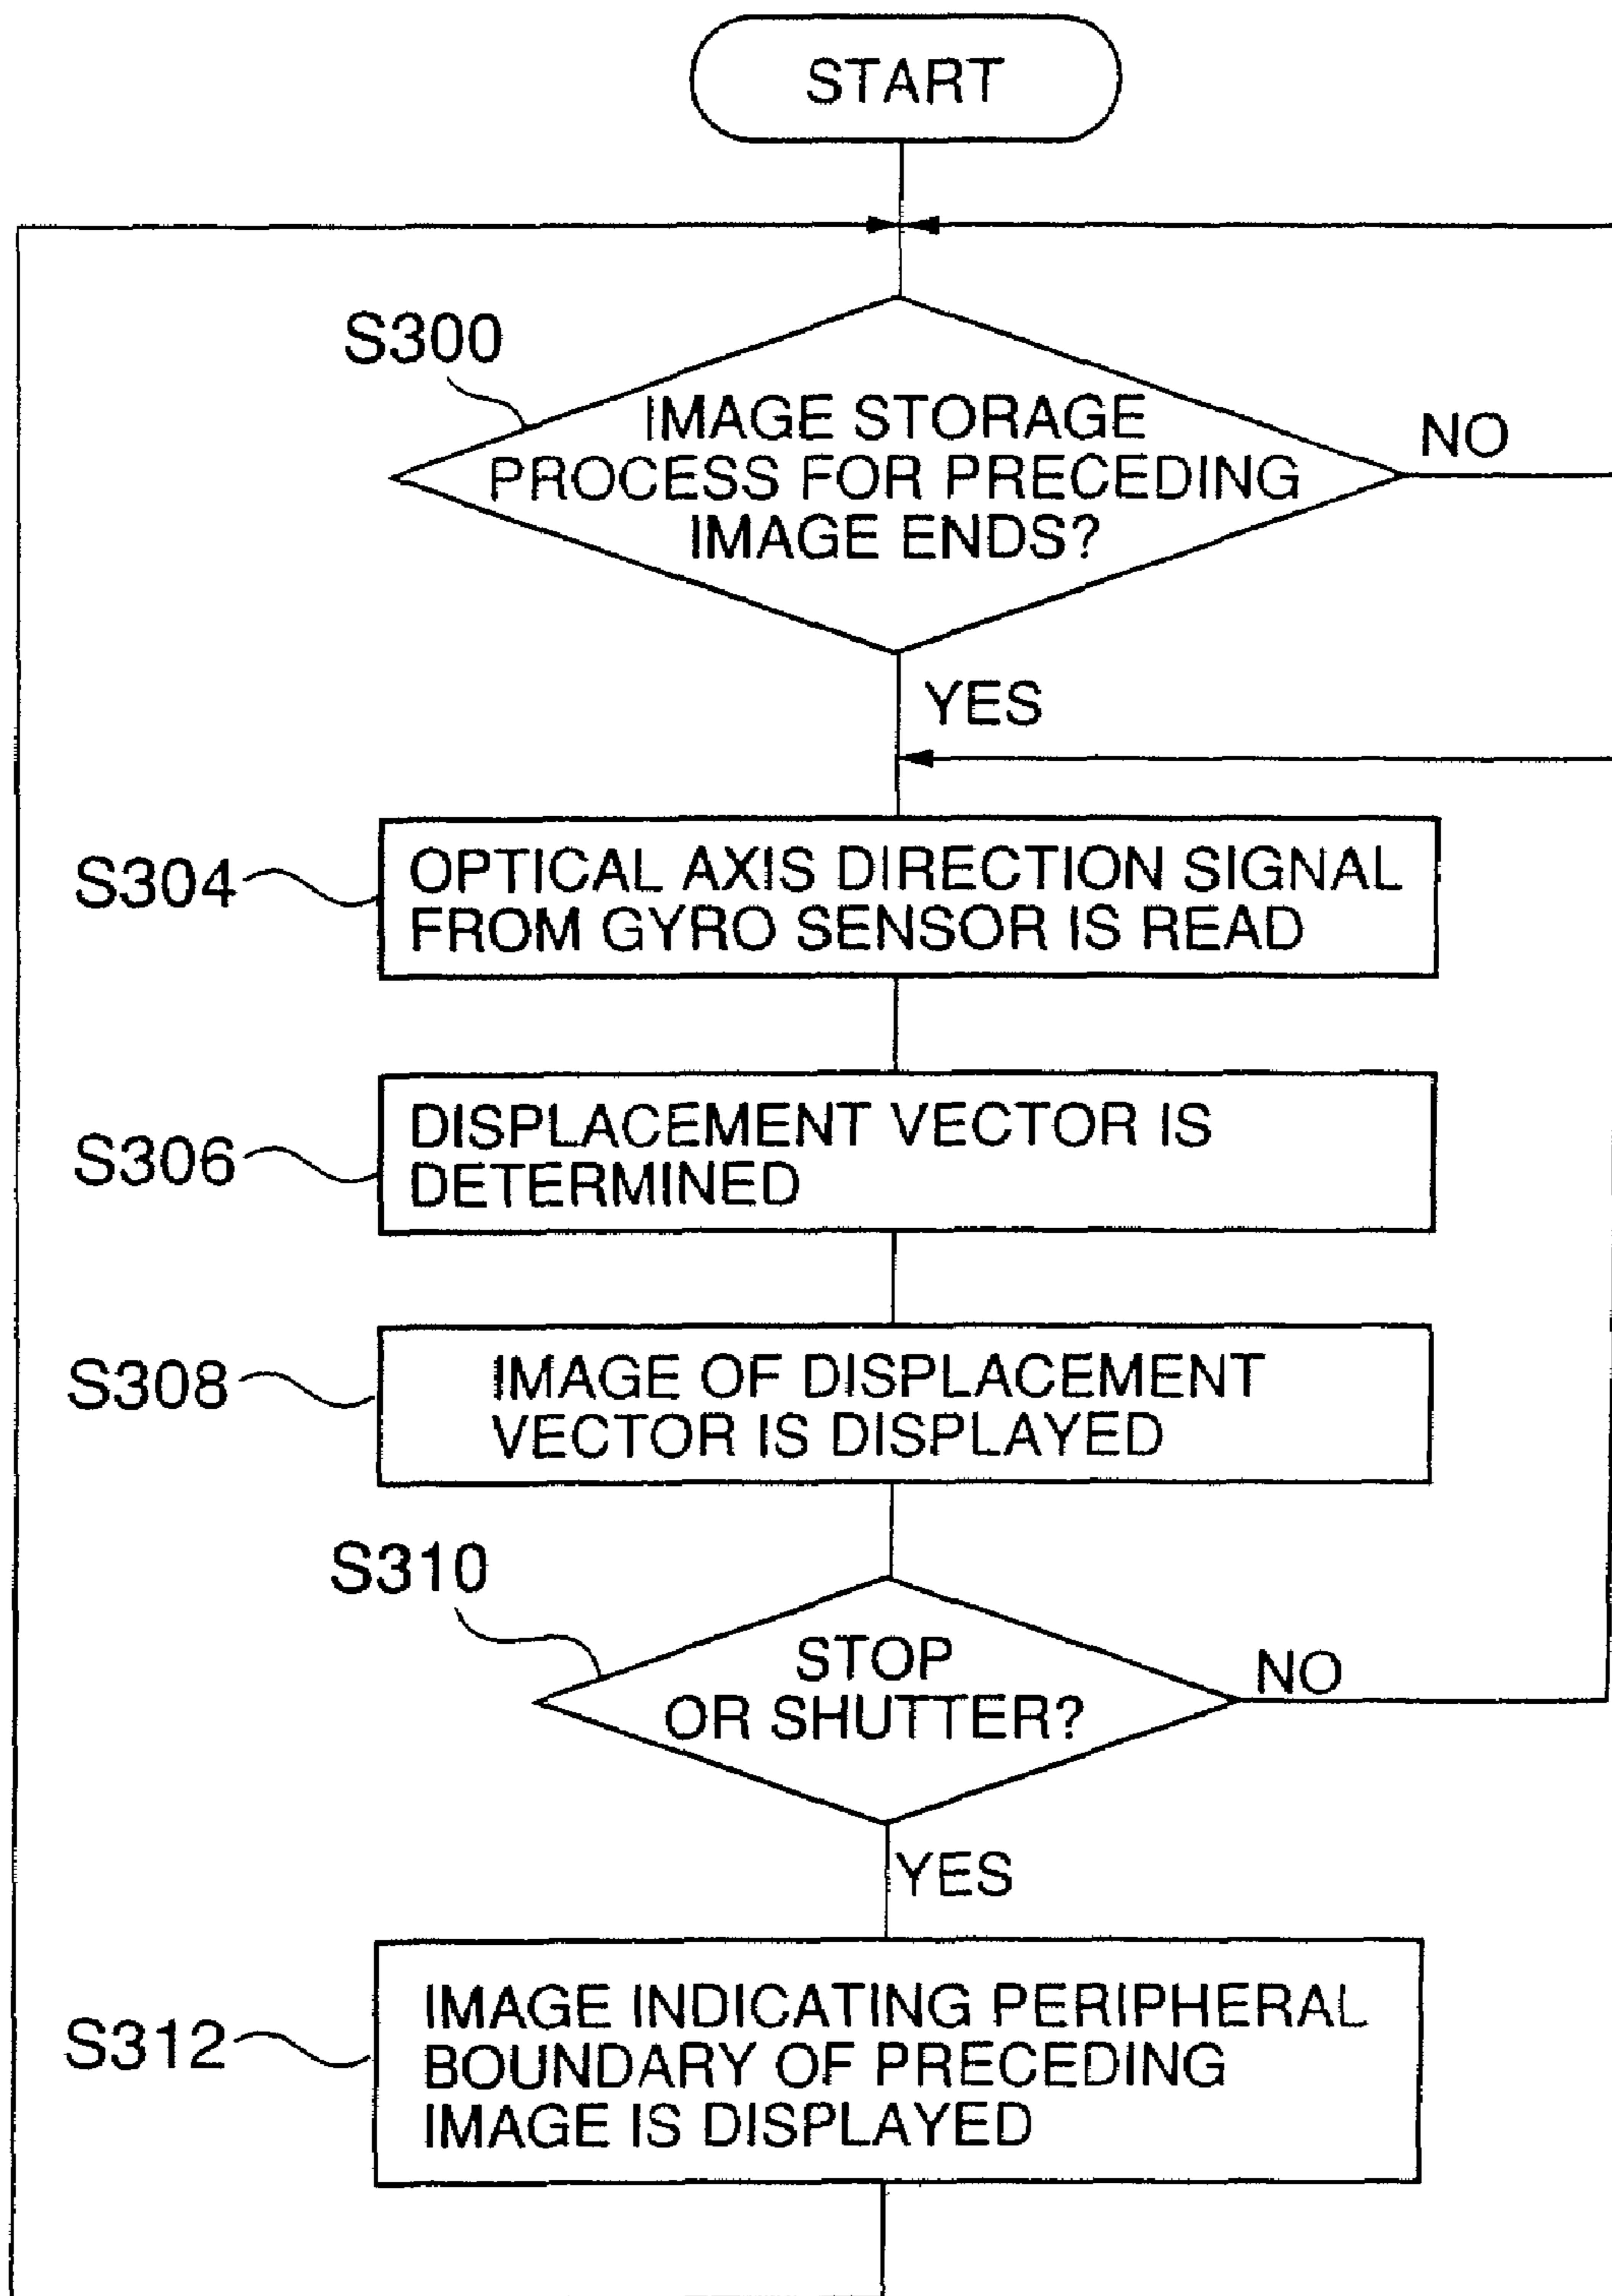 START
S300
IMAGE STORAGE
PROCESS FOR PRECEDING
IMAGE ENDS?
NO
YES
S304
OPTICAL AXIS DIRECTION SIGNAL
FROM GYRO SENSOR IS READ
S306
DISPLACEMENT VECTOR IS
DETERMINED
S308
IMAGE OF DISPLACEMENT
VECTOR IS DISPLAYED
S310
STOP
OR SHUTTER?
NO
YES
S312
IMAGE INDICATING PERIPHERAL
BOUNDARY OF PRECEDING
IMAGE IS DISPLAYED